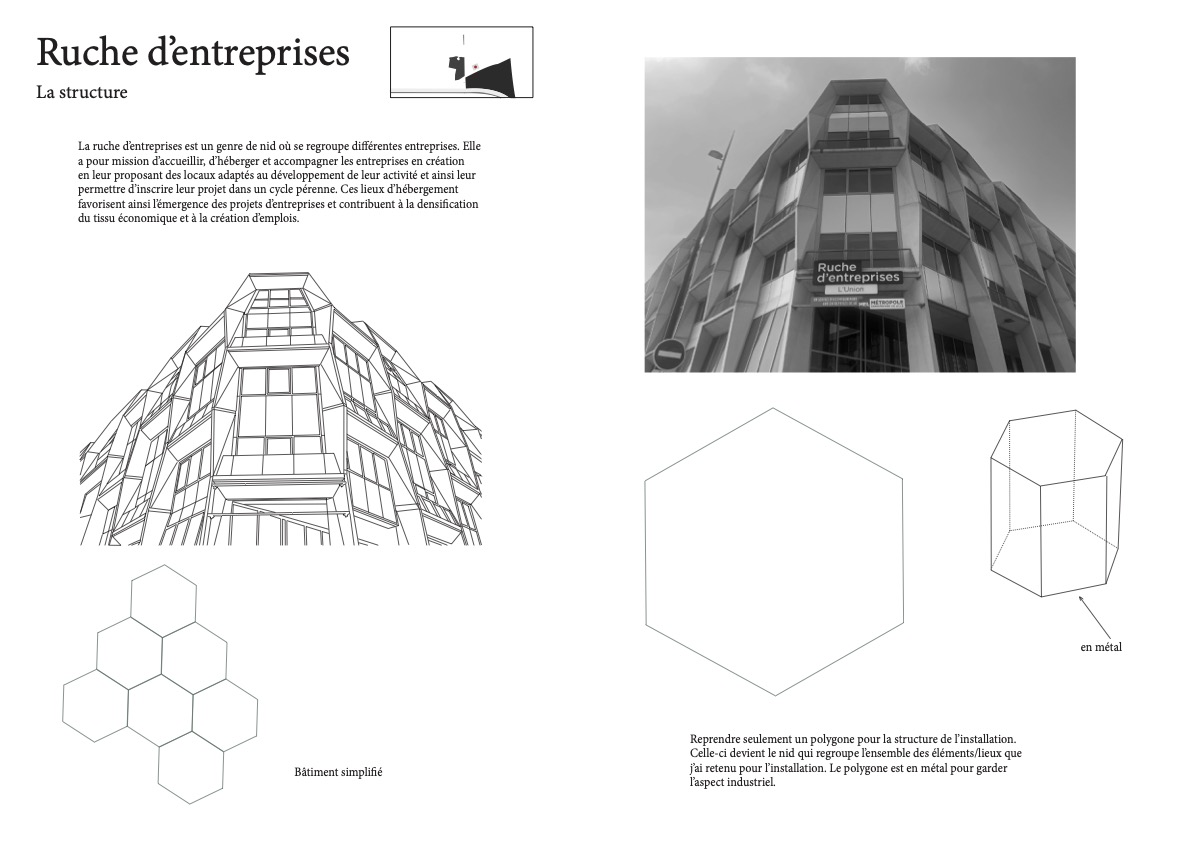 Ruche d'entreprises
La structure
La ruche d'entreprises est un genre de nid où se regroupe différentes entreprises. Elle
a pour mission d'accueillir, d'héberger et accompagner les entreprises en création
en leur proposant des locaux adaptés au développement de leur activité et ainsi leur
permettre d'inscrire leur projet dans un cycle pérenne. Ces lieux d'hébergement
favorisent ainsi l'émergence des projets d'entreprises et contribuent à la densification
du tissu économique et à la création d'emplois.
Bâtiment simplifié
Ruche
d'entreprises
L'Union
MÉTROPOLE
en métal
Reprendre seulement un polygone pour la structure de l'installation.
Celle-ci devient le nid qui regroupe l'ensemble des éléments/lieux que
j'ai retenu pour l'installation. Le polygone est en métal pour garder
l'aspect industriel.